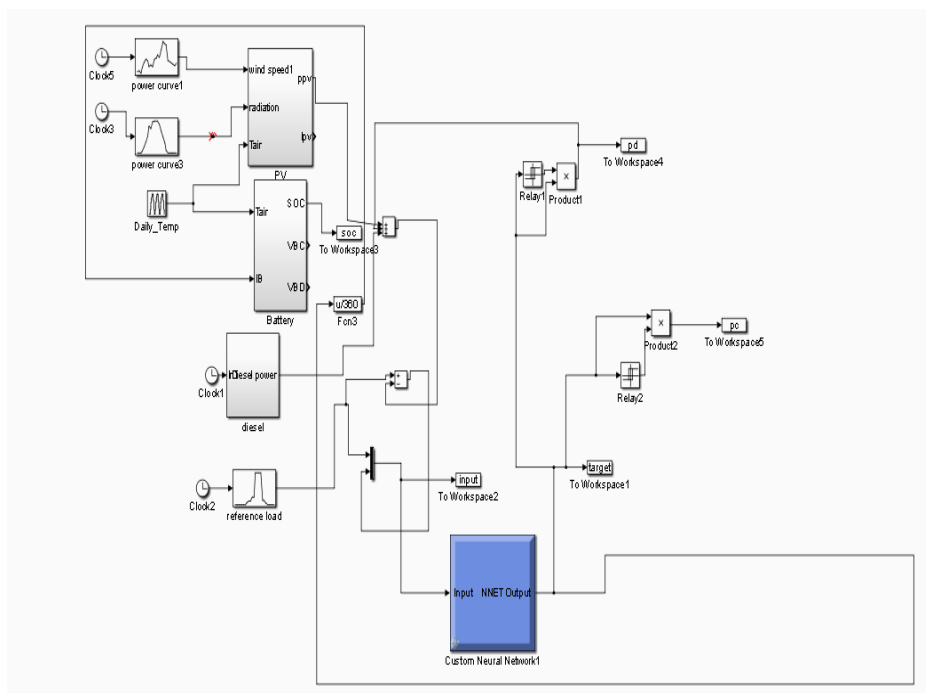 Clock5
power curve1
wind speed1
ppv
Clock3
radiation
power curve3
Tair
Ipv
PV
Daily_Temp
Tair
SOC
soc
To Workspace3
VBC
IB
VBD
Battery
u/360
Fcn3
pd
To Workspace4
Relay1
Product1
x
x
Product2
pc
To Workspace5
Relay2
Diesel power
Clock1
diesel
target
To Workspace1
Clock2
reference load
input
To Workspace2
Input
NNET Output
Custom Neural Network1